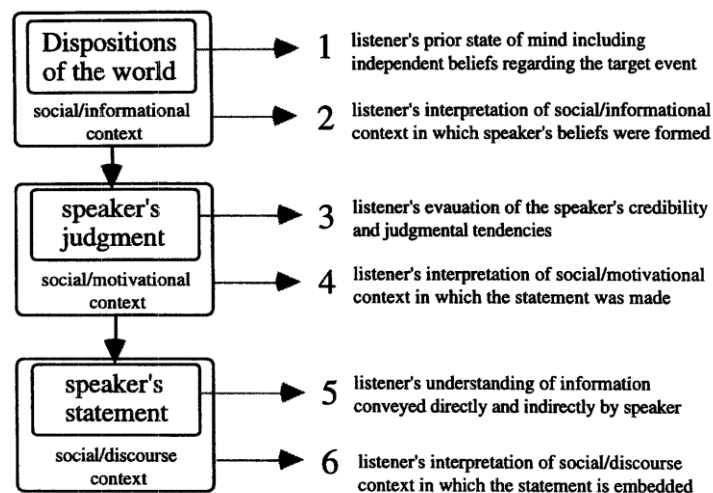 Dispositions
of the world
social/informational
context
1
listener's prior state of mind including
independent beliefs regarding the target event
2
listener's interpretation of social/informational
context in which speaker's beliefs were formed
speaker's
judgment
social/motivational
context
3
listener's evauation of the speaker's credibility
and judgmental tendencies
4
listener's interpretation of social/motivational
context in which the statement was made
speaker's
statement
social/discourse
context
5
listener's understanding of information
conveyed directly and indirectly by speaker
6
listener's interpretation of social/discourse
context in which the statement is embedded